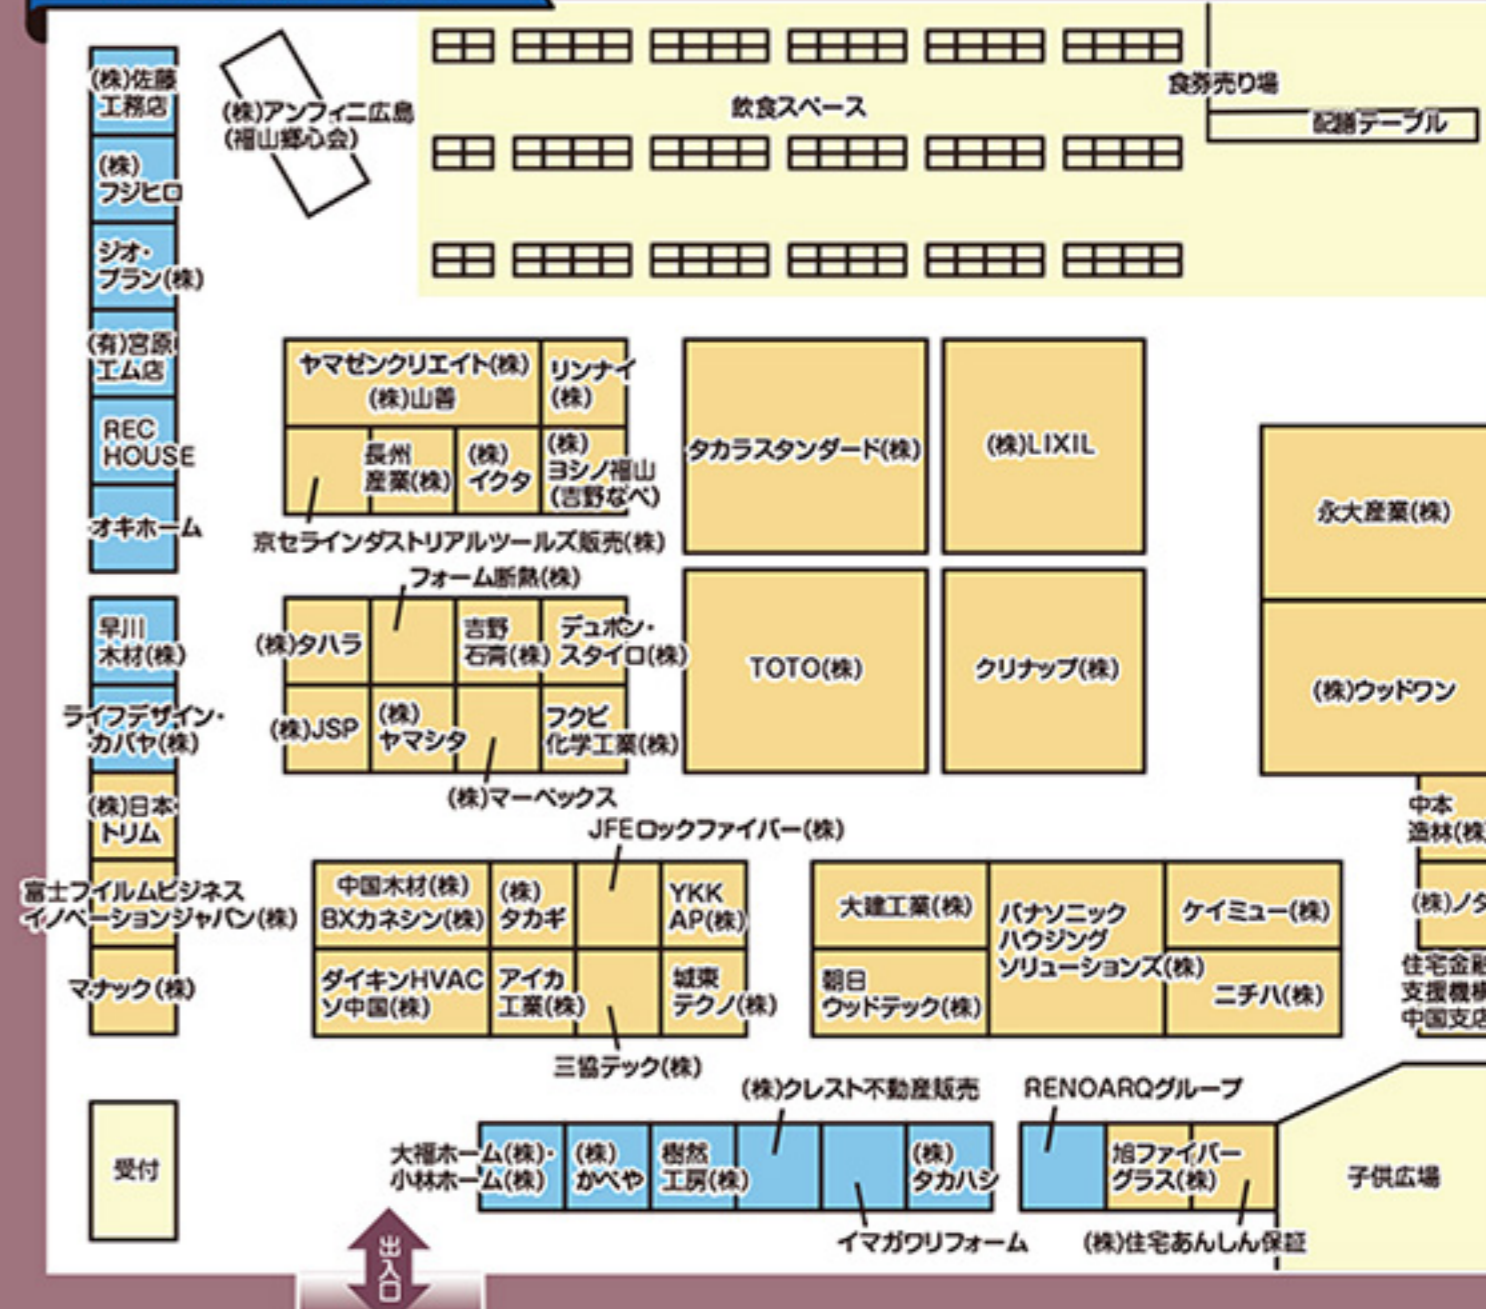 (株)佐藤
工務店
(株)
フジヒロ
ジオ・
プラン(株)
(有)宮原
工ム店
REC
HOUSE
オキホーム
早川
木材(株)
ライフデザイン・
カバヤ(株)
(株)日本
トリム
富士フイルムビジネス
イノベーションジャパン(株)
マナック(株)
受付
(株)アンフィニ広島
(福山郷心会)
飲食スペース
食券売り場
配膳テーブル
ヤマゼンクリエイト(株)
(株)山善
リンナイ
(株)
長州
産業(株)
(株)
イクタ
(株)
ヨシノ福山
(吉野なべ)
京セラインダストリアルツールズ販売(株)
フォーム断熱(株)
(株)タハラ
吉野
石膏(株)
デュポン・
スタイロ(株)
(株)JSP
(株)
ヤマシタ
フクビ
化学工業(株)
(株)マーベックス
タカラスタンダード(株)
(株)LIXIL
TOTO(株)
クリナップ(株)
永大産業(株)
(株)ウッドワン
中本
造林(株
(株)ノダ
住宅金融
支援機構
中国支店
JFEロックファイバー(株)
中国木材(株)
BXカネシン(株)
(株)
タカギ
YKK
AP(株)
ダイキンHVAC
ソ中国(株)
アイカ
工業(株)
城東
テクノ(株)
三協テック(株)
大建工業(株)
パナソニック
ハウジング
ソリューションズ(株)
ケイミュー(株)
朝日
ウッドテック(株)
ニチハ(株)
(株)クレスト不動産販売
RENOARQグループ
大福ホーム(株)・
小林ホーム(株)
(株)
かべや
樹然
工房(株)
(株)
タカハシ
イマガワリフォーム
旭ファイバー
グラス(株)
(株)住宅あんしん保証
子供広場
出入口